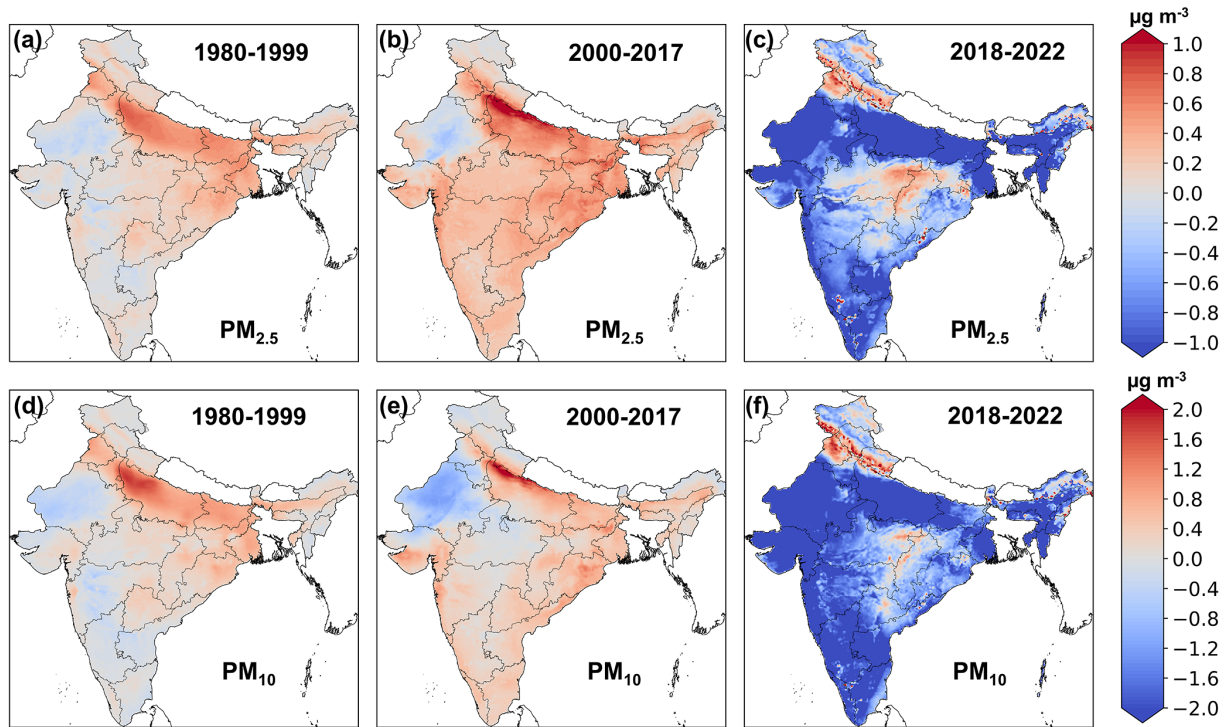 (a) 1980-1999
PM2.5
(b) 2000-2017
PM2.5
(c) 2018-2022
PM2.5
µg m-3
1.0
0.8
0.6
0.4
0.2
0.0
−0.2
−0.4
−0.6
−0.8
−1.0
(d) 1980-1999
PM10
(e) 2000-2017
PM10
(f) 2018-2022
PM10
µg m-3
2.0
1.6
1.2
0.8
0.4
0.0
−0.4
−0.8
−1.2
−1.6
−2.0